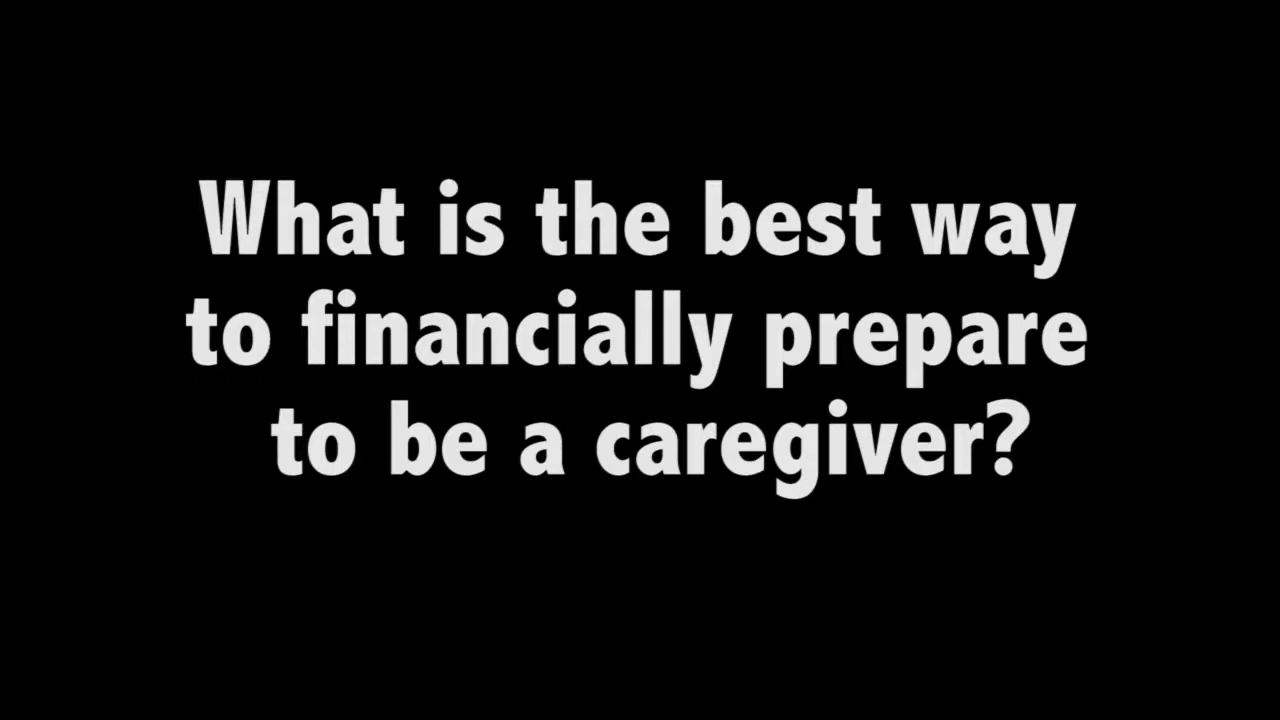 What is the best way
to financially prepare
to be a caregiver?